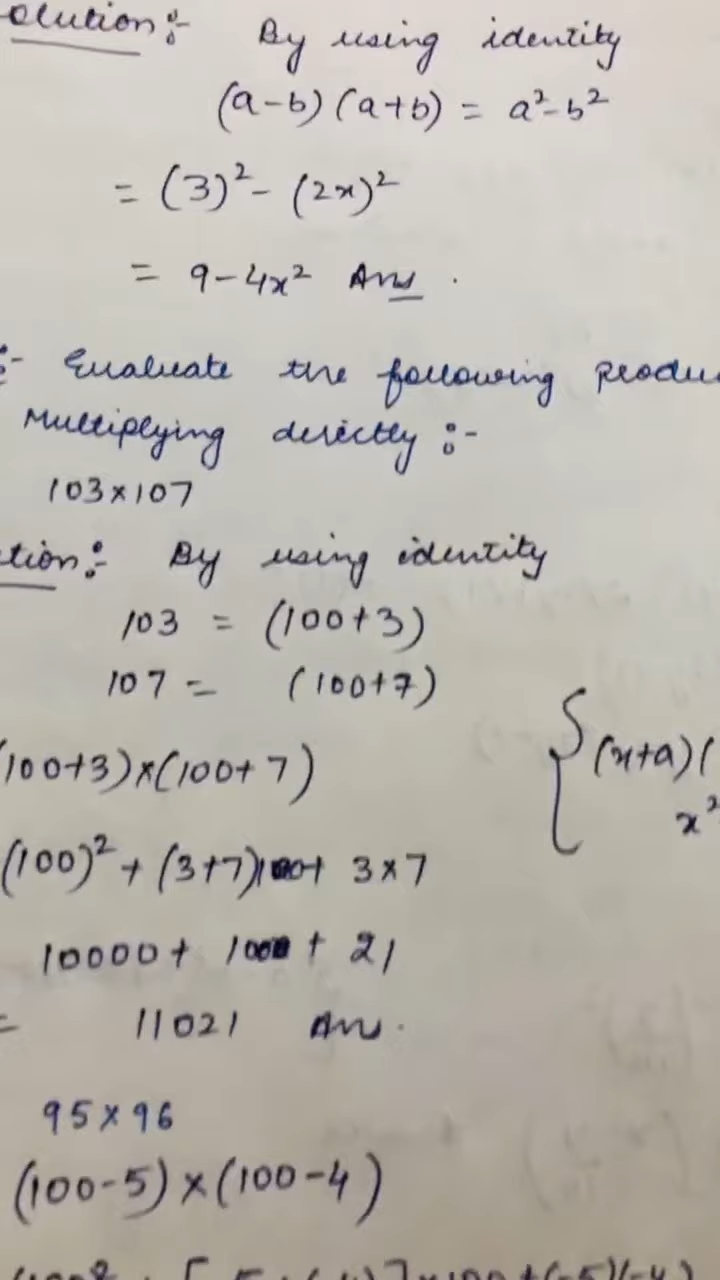 olution:-  By using identity
(a-b)(a+b) = a²-b²
= (3)² - (2x)²
= 9-4x² Ans.
:- Evaluate the following produc
Multiplying directly :-
103×107
tion:- By using identity
103 = (100+3)
107 = (100+7)
(100+3)×(100+7)
{(x+a)(
x²
(100)² + (3+7)100+ 3×7
10000 + 1000 + 21
= 11021 Ans.
95×96
(100-5)×(100-4)